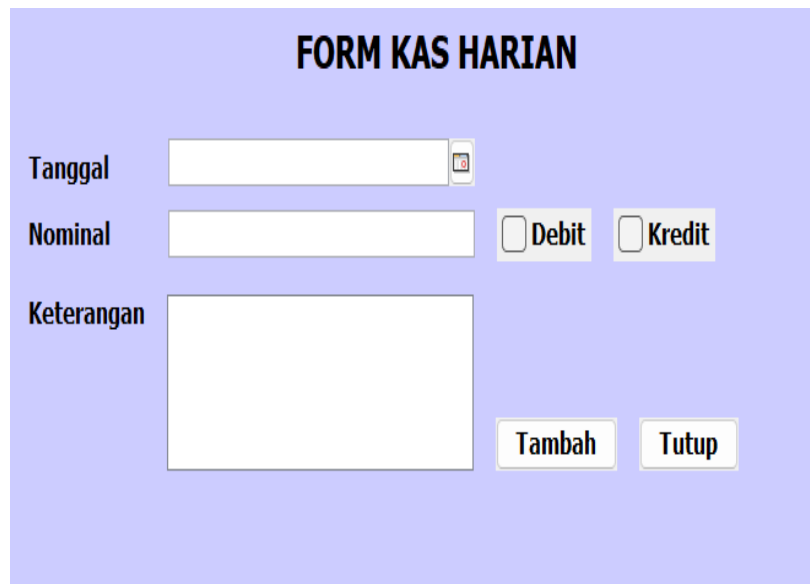 FORM KAS HARIAN
Tanggal
Nominal
Debit
Kredit
Keterangan
Tambah
Tutup